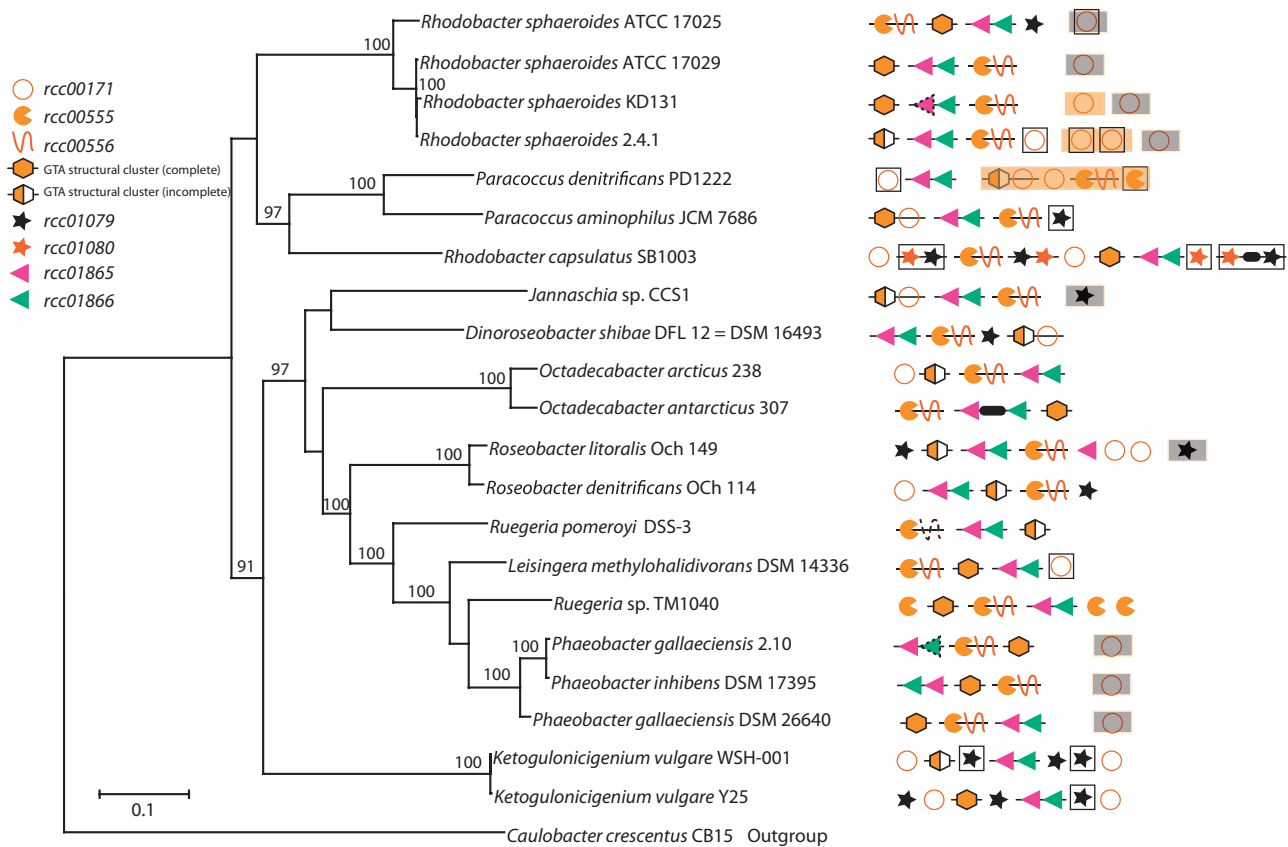 rcc00171
rcc00555
rcc00556
GTA structural cluster (complete)
GTA structural cluster (incomplete)
rcc01079
rcc01080
rcc01865
rcc01866
100
Rhodobacter sphaeroides ATCC 17025
Rhodobacter sphaeroides ATCC 17029
100
Rhodobacter sphaeroides KD131
Rhodobacter sphaeroides 2.4.1
Paracoccus denitrificans PD1222
100
97
Paracoccus aminophilus JCM 7686
Rhodobacter capsulatus SB1003
Jannaschia sp. CCS1
Dinoroseobacter shibae DFL 12 = DSM 16493
97
Octadecabacter arcticus 238
100
Octadecabacter antarcticus 307
Roseobacter litoralis Och 149
100
Roseobacter denitrificans OCh 114
100
Ruegeria pomeroyi DSS-3
100
Leisingera methylohalidivorans DSM 14336
91
100
Ruegeria sp. TM1040
Phaeobacter gallaeciensis 2.10
100
100
Phaeobacter inhibens DSM 17395
Phaeobacter gallaeciensis DSM 26640
Ketogulonicigenium vulgare WSH-001
100
Ketogulonicigenium vulgare Y25
0.1
Caulobacter crescentus CB15 Outgroup